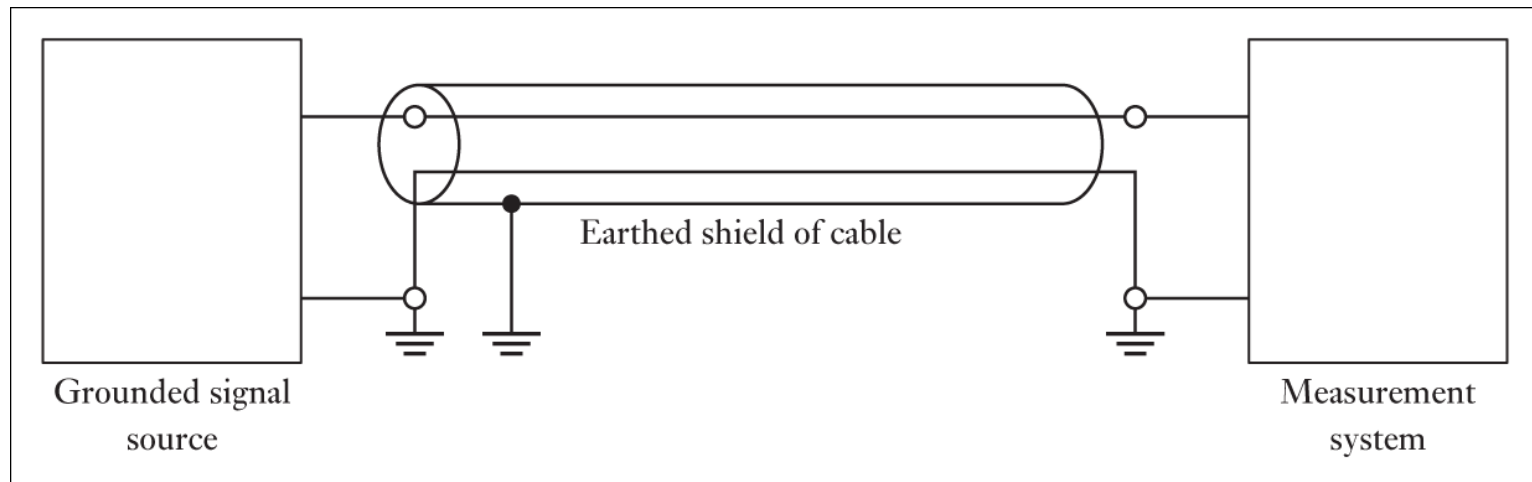 Earthed shield of cable
Grounded signal
source
Measurement
system